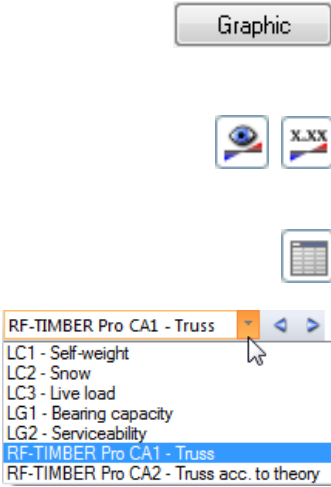 Graphic
x.xx
RF-TIMBER Pro CA1 - Truss
LC1 - Self-weight
LC2 - Snow
LC3 - Live load
LG1 - Bearing capacity
LG2 - Serviceability
RF-TIMBER Pro CA1 - Truss
RF-TIMBER Pro CA2 - Truss acc. to theory